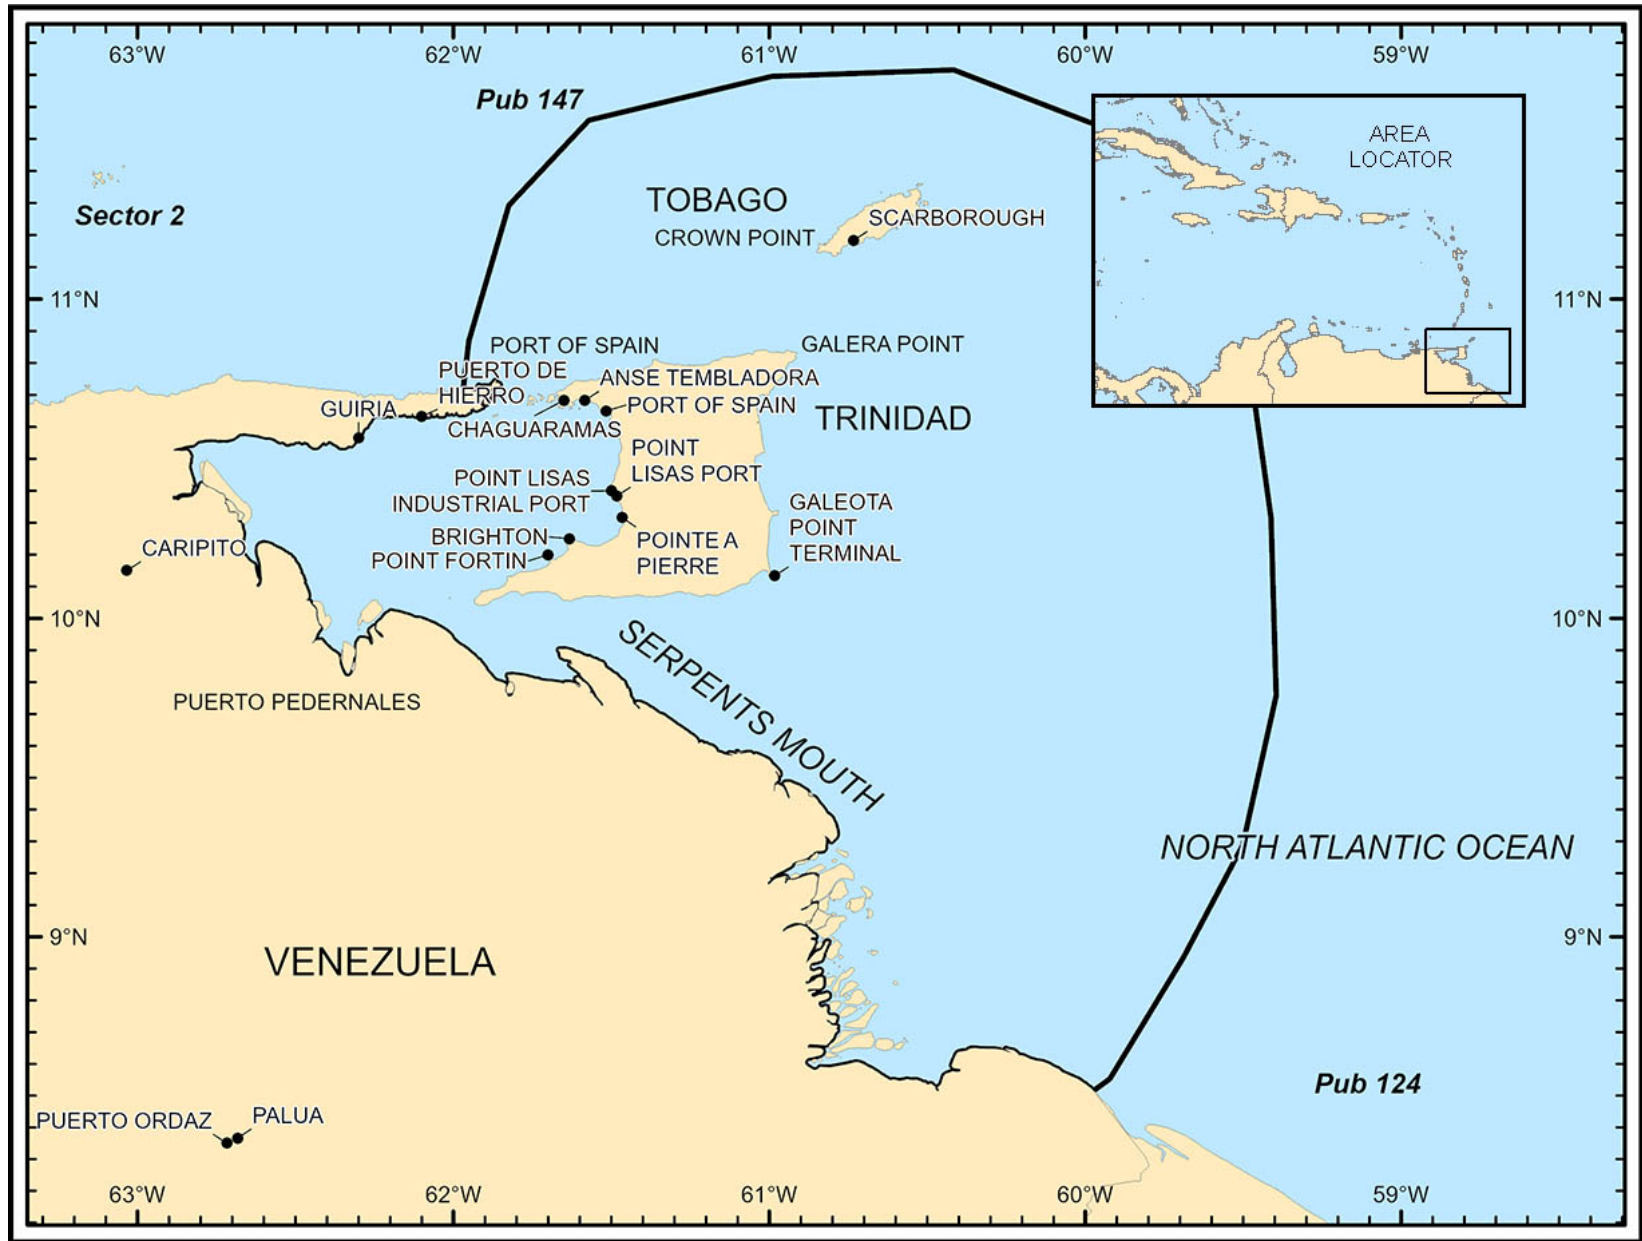 63°W
62°W
61°W
60°W
59°W
Pub 147
AREA
LOCATOR
Sector 2
TOBAGO
SCARBOROUGH
CROWN POINT
11°N
11°N
PORT OF SPAIN
GALERA POINT
PUERTO DE
HIERRO
ANSE TEMBLADORA
GUIRIA
PORT OF SPAIN
CHAGUARAMAS
TRINIDAD
POINT
LISAS PORT
POINT LISAS
INDUSTRIAL PORT
GALEOTA
POINT
TERMINAL
BRIGHTON
POINT FORTIN
POINTE A
PIERRE
CARIPITO
10°N
10°N
SERPENTS MOUTH
PUERTO PEDERNALES
NORTH ATLANTIC OCEAN
9°N
9°N
VENEZUELA
Pub 124
PUERTO ORDAZ
PALUA
63°W
62°W
61°W
60°W
59°W